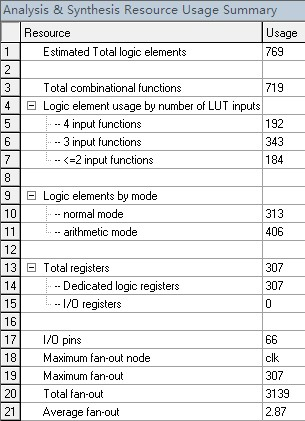 Analysis & Synthesis Resource Usage Summary
Resource Usage
1 Estimated Total logic elements 769
2
3 Total combinational functions 719
4 Logic element usage by number of LUT inputs
5 -- 4 input functions 192
6 -- 3 input functions 343
7 -- <=2 input functions 184
8
9 Logic elements by mode
10 -- normal mode 313
11 -- arithmetic mode 406
12
13 Total registers 307
14 -- Dedicated logic registers 307
15 -- I/O registers 0
16
17 I/O pins 66
18 Maximum fan-out node clk
19 Maximum fan-out 307
20 Total fan-out 3139
21 Average fan-out 2.87